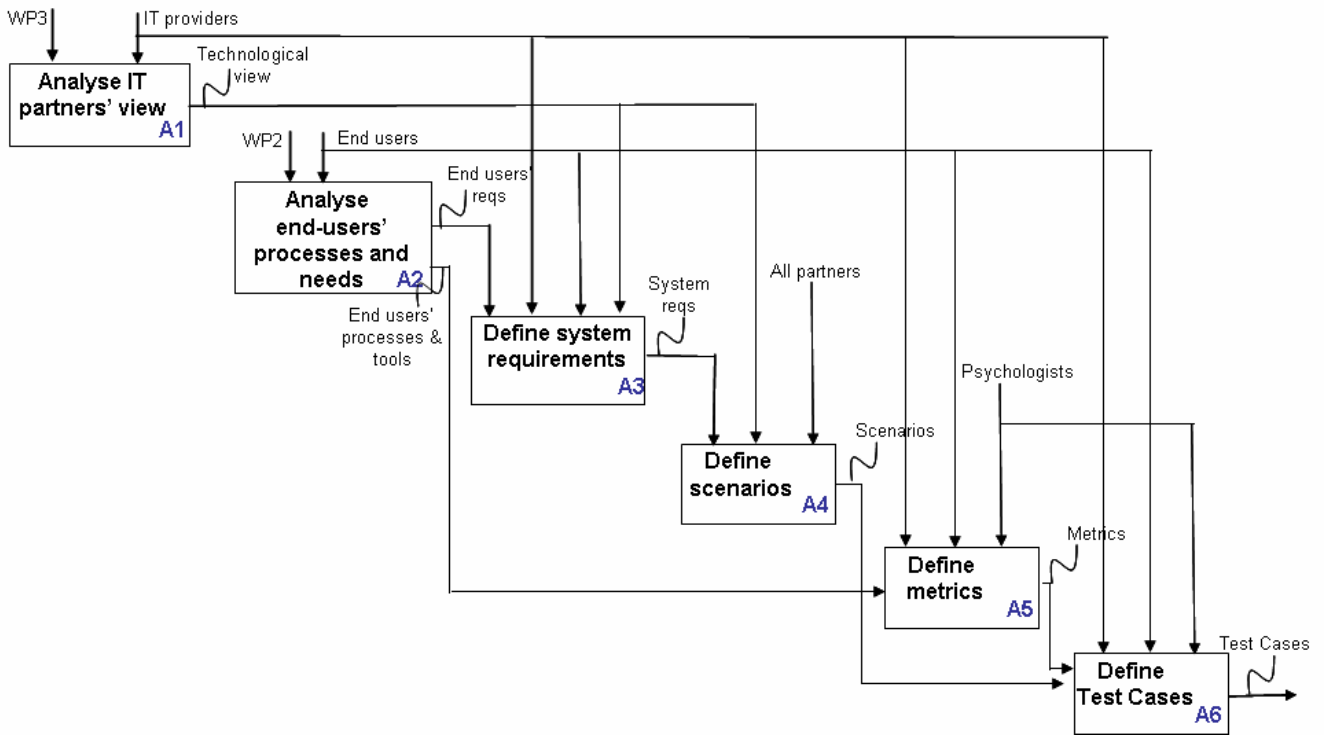 WP3
IT providers
Technological
view
Analyse IT
partners’ view
A1
WP2
End users
End users'
reqs
Analyse
end-users’
processes and
needs
A2
End users'
processes &
tools
System
reqs
All partners
Define system
requirements
A3
Psychologists
Scenarios
Define
scenarios
A4
Metrics
Define
metrics
A5
Test Cases
Define
Test Cases
A6